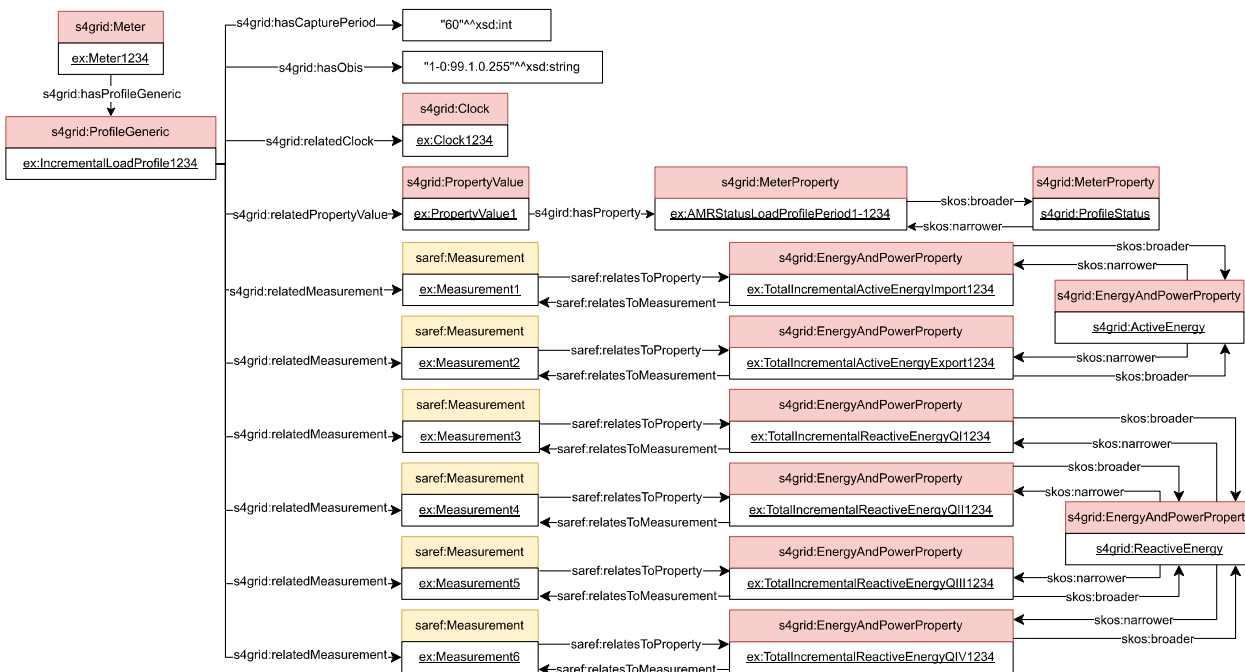 s4grid:Meter
ex:Meter1234
s4grid:hasProfileGeneric
s4grid:ProfileGeneric
ex:IncrementalLoadProfile1234
s4grid:hasCapturePeriod
"60"^^xsd:int
s4grid:hasObis
"1-0:99.1.0.255"^^xsd:string
s4grid:relatedClock
s4grid:Clock
ex:Clock1234
s4grid:relatedPropertyValue
s4grid:PropertyValue
ex:PropertyValue1
s4gird:hasProperty
s4grid:MeterProperty
ex:AMRStatusLoadProfilePeriod1-1234
skos:broader
skos:narrower
s4grid:MeterProperty
s4grid:ProfileStatus
s4grid:relatedMeasurement
saref:Measurement
ex:Measurement1
saref:relatesToProperty
saref:relatesToMeasurement
s4grid:EnergyAndPowerProperty
ex:TotalIncrementalActiveEnergyImport1234
skos:broader
skos:narrower
s4grid:EnergyAndPowerProperty
s4grid:ActiveEnergy
s4grid:relatedMeasurement
saref:Measurement
ex:Measurement2
saref:relatesToProperty
saref:relatesToMeasurement
s4grid:EnergyAndPowerProperty
ex:TotalIncrementalActiveEnergyExport1234
skos:narrower
skos:broader
s4grid:relatedMeasurement
saref:Measurement
ex:Measurement3
saref:relatesToProperty
saref:relatesToMeasurement
s4grid:EnergyAndPowerProperty
ex:TotalIncrementalReactiveEnergyQI1234
skos:broader
skos:narrower
s4grid:relatedMeasurement
saref:Measurement
ex:Measurement4
saref:relatesToProperty
saref:relatesToMeasurement
s4grid:EnergyAndPowerProperty
ex:TotalIncrementalReactiveEnergyQII1234
skos:broader
skos:narrower
s4grid:EnergyAndPowerPropert
s4grid:ReactiveEnergy
s4grid:relatedMeasurement
saref:Measurement
ex:Measurement5
saref:relatesToProperty
saref:relatesToMeasurement
s4grid:EnergyAndPowerProperty
ex:TotalIncrementalReactiveEnergyQIII1234
skos:narrower
skos:broader
s4grid:relatedMeasurement
saref:Measurement
ex:Measurement6
saref:relatesToProperty
saref:relatesToMeasurement
s4grid:EnergyAndPowerProperty
ex:TotalIncrementalReactiveEnergyQIV1234
skos:narrower
skos:broader